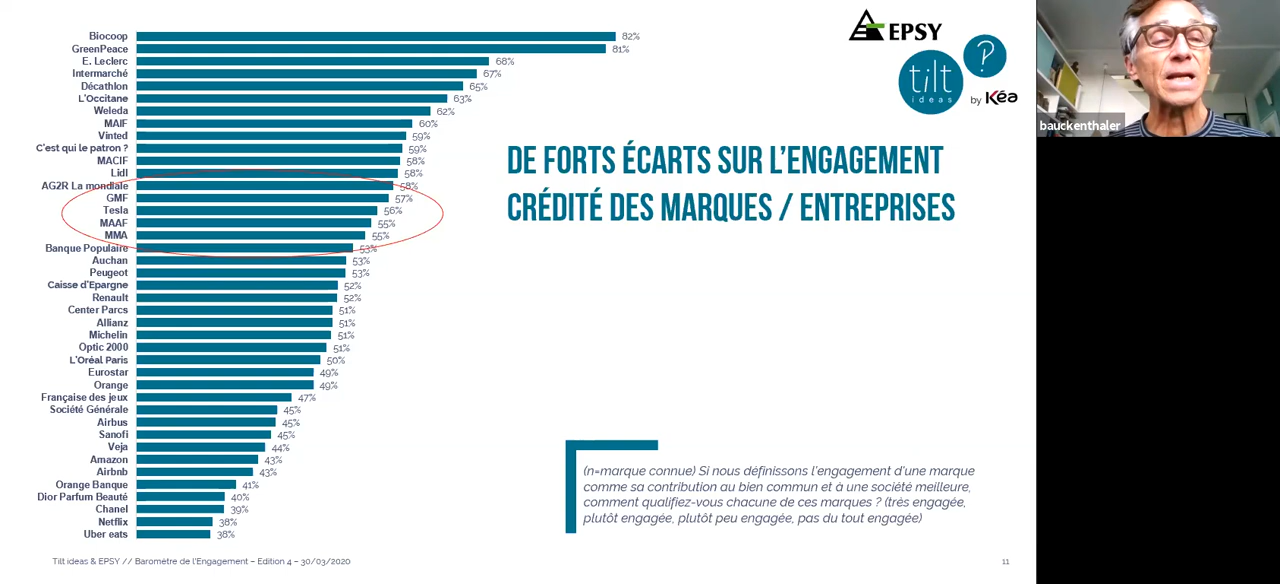 Biocoop 82%
GreenPeace 81%
E. Leclerc 68%
Intermarché 67%
Décathlon 65%
L'Occitane 63%
Weleda 62%
MAIF 60%
Vinted 59%
C'est qui le patron ? 59%
MACIF 58%
Lidl 58%
AG2R La mondiale 58%
GMF 57%
Tesla 56%
MAAF 55%
MMA 55%
Banque Populaire 53%
Auchan 53%
Peugeot 53%
Caisse d'Epargne 52%
Renault 52%
Center Parcs 51%
Allianz 51%
Michelin 51%
Optic 2000 51%
L'Oréal Paris 50%
Eurostar 49%
Orange 49%
Française des jeux 47%
Société Générale 45%
Airbus 45%
Sanofi 45%
Veja 44%
Amazon 43%
Airbnb 43%
Orange Banque 41%
Dior Parfum Beauté 40%
Chanel 39%
Netflix 38%
Uber eats 38%
EPSY
tilt
ideas
?
by Kéa
bauckenthaler
DE FORTS ÉCARTS SUR L'ENGAGEMENT
CRÉDITÉ DES MARQUES / ENTREPRISES
(n=marque connue) Si nous définissons l'engagement d'une marque
comme sa contribution au bien commun et à une société meilleure,
comment qualifiez-vous chacune de ces marques ? (très engagée,
plutôt engagée, plutôt peu engagée, pas du tout engagée)
Tilt ideas & EPSY // Baromètre de l'Engagement – Edition 4 – 30/03/2020
11